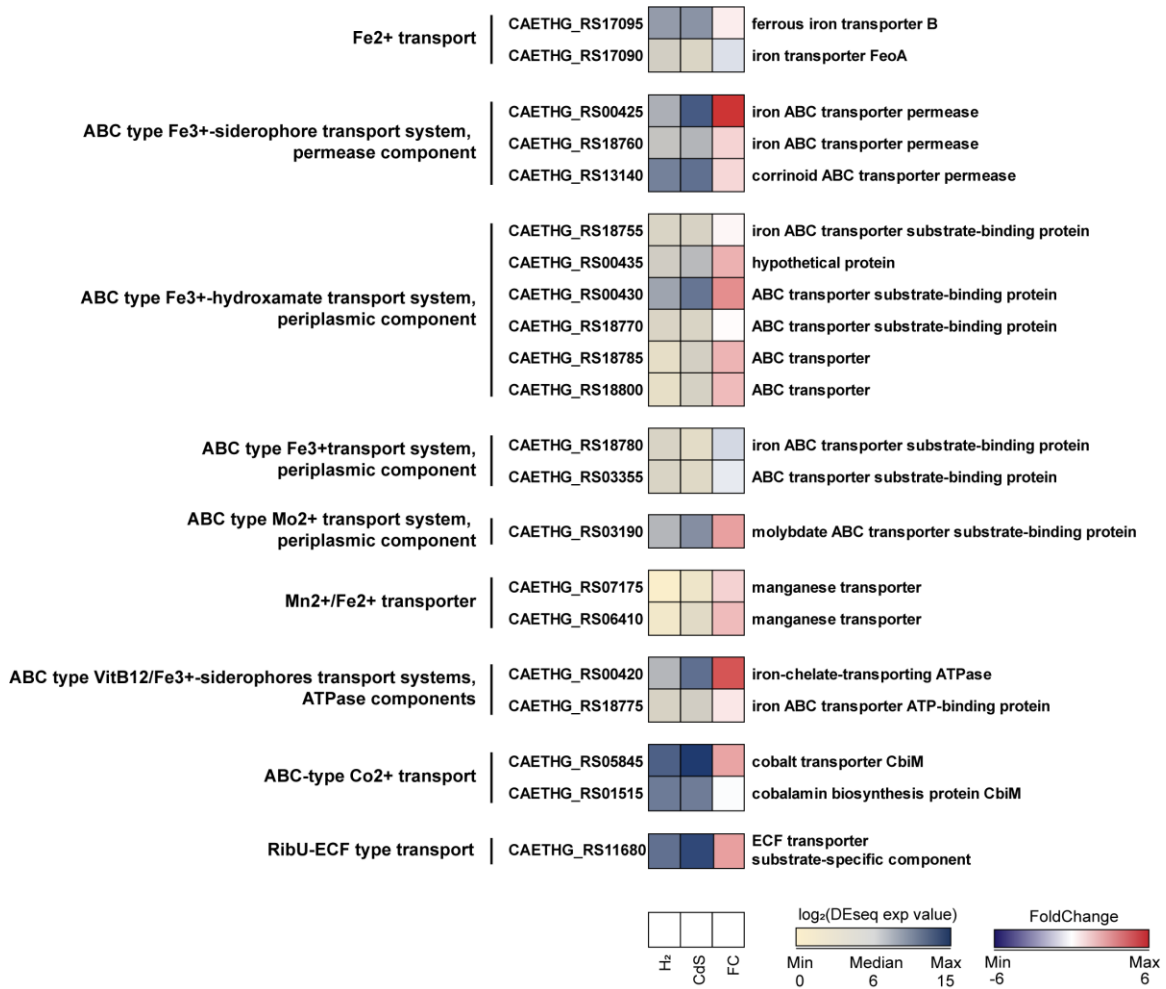 Fe2+ transport
CAETHG_RS17095 ferrous iron transporter B
CAETHG_RS17090 iron transporter FeoA
ABC type Fe3+-siderophore transport system,
permease component
CAETHG_RS00425 iron ABC transporter permease
CAETHG_RS18760 iron ABC transporter permease
CAETHG_RS13140 corrinoid ABC transporter permease
ABC type Fe3+-hydroxamate transport system,
periplasmic component
CAETHG_RS18755 iron ABC transporter substrate-binding protein
CAETHG_RS00435 hypothetical protein
CAETHG_RS00430 ABC transporter substrate-binding protein
CAETHG_RS18770 ABC transporter substrate-binding protein
CAETHG_RS18785 ABC transporter
CAETHG_RS18800 ABC transporter
ABC type Fe3+transport system,
periplasmic component
CAETHG_RS18780 iron ABC transporter substrate-binding protein
CAETHG_RS03355 ABC transporter substrate-binding protein
ABC type Mo2+ transport system,
periplasmic component
CAETHG_RS03190 molybdate ABC transporter substrate-binding protein
Mn2+/Fe2+ transporter
CAETHG_RS07175 manganese transporter
CAETHG_RS06410 manganese transporter
ABC type VitB12/Fe3+-siderophores transport systems,
ATPase components
CAETHG_RS00420 iron-chelate-transporting ATPase
CAETHG_RS18775 iron ABC transporter ATP-binding protein
ABC-type Co2+ transport
CAETHG_RS05845 cobalt transporter CbiM
CAETHG_RS01515 cobalamin biosynthesis protein CbiM
RibU-ECF type transport
CAETHG_RS11680 ECF transporter
substrate-specific component
H₂ CdS FC
log₂(DEseq exp value)
Min Median Max
0 6 15
FoldChange
Min Max
-6 6